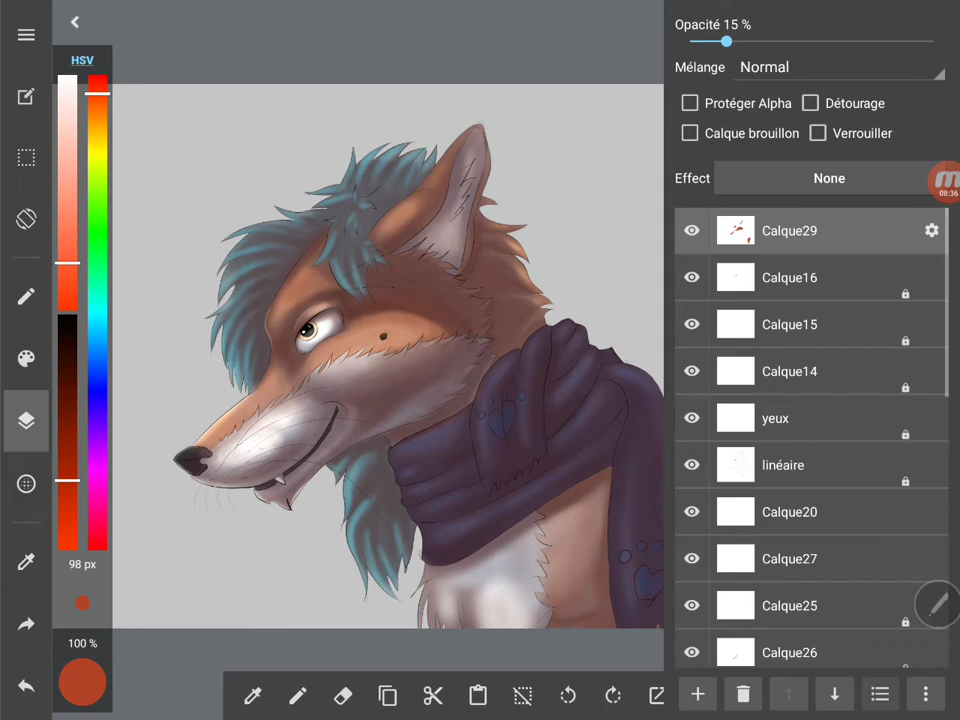 HSV
98 px
100 %
Opacité 15 %
Mélange Normal
Protéger Alpha Détourage
Calque brouillon Verrouiller
Effect None
08:36
Calque29
Calque16
Calque15
Calque14
yeux
linéaire
Calque20
Calque27
Calque25
Calque26